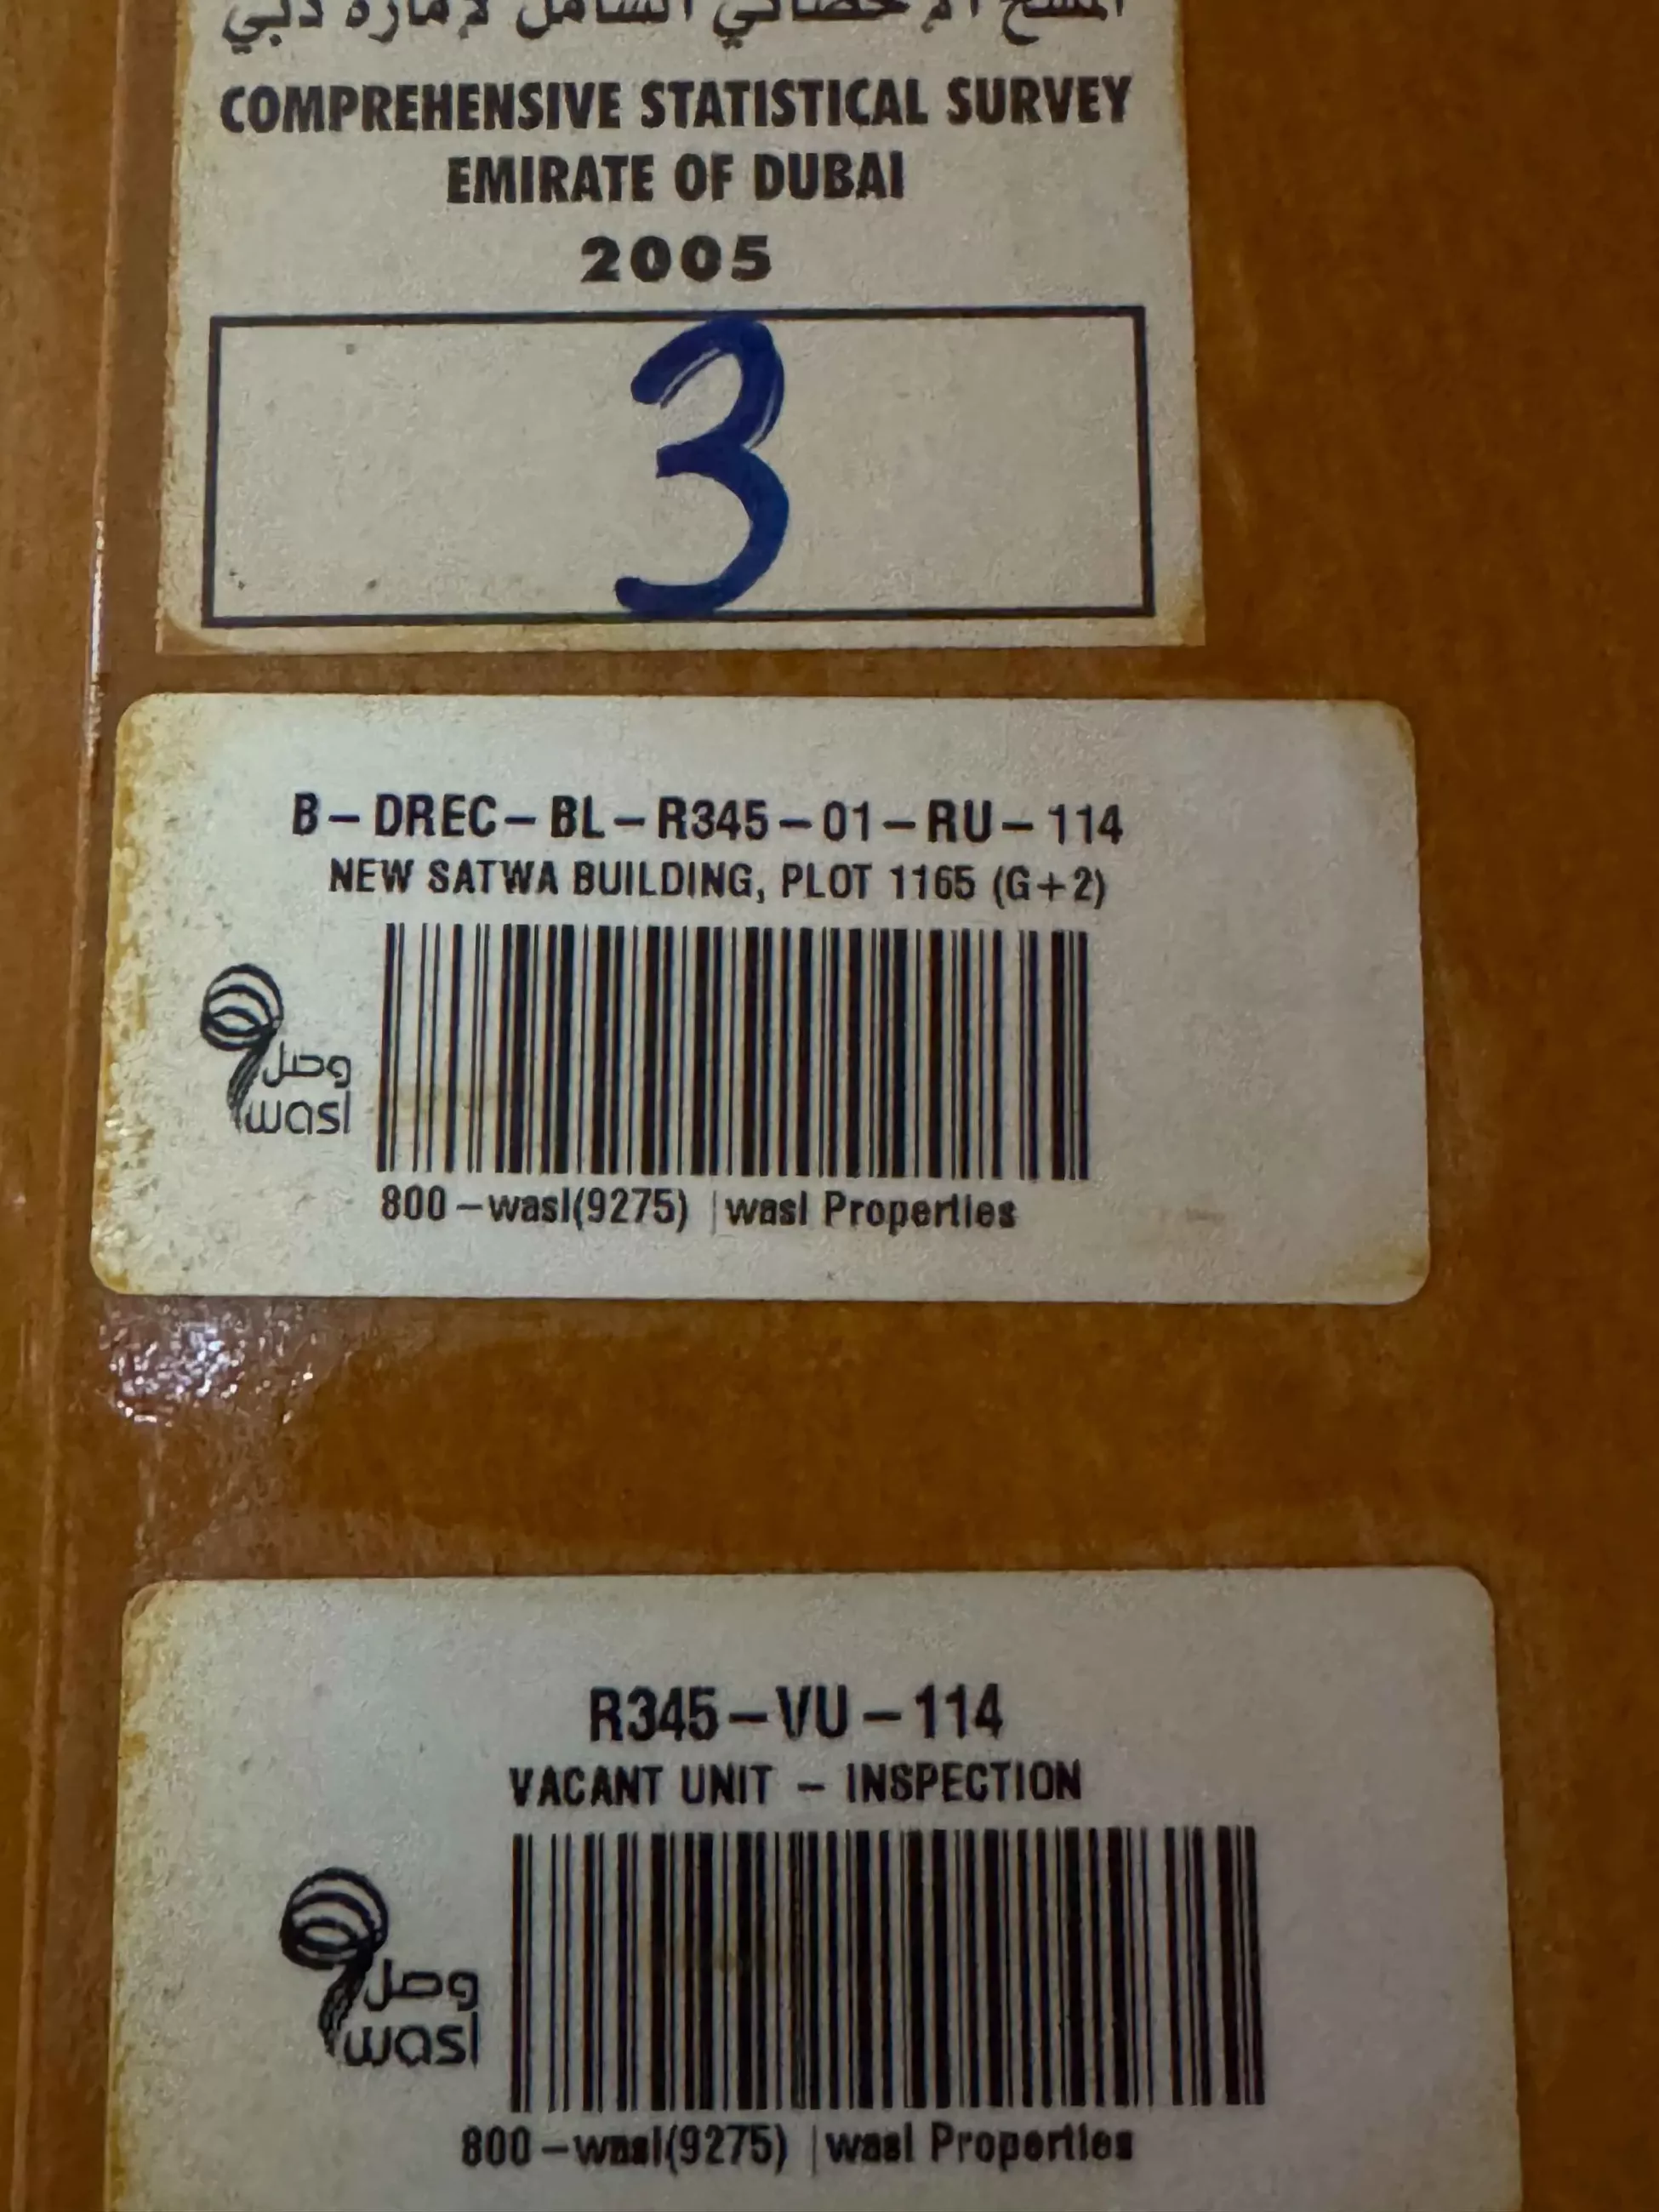 المسح الإحصائي الشامل لإمارة دبي
COMPREHENSIVE STATISTICAL SURVEY
EMIRATE OF DUBAI
2005
3
B-DREC-BL-R345-01-RU-114
NEW SATWA BUILDING, PLOT 1165 (G+2)
وصل
wasl
800-wasl(9275) | wasl Properties
R345-VU-114
VACANT UNIT - INSPECTION
وصل
wasl
800-wasl(9275) | wasl Properties